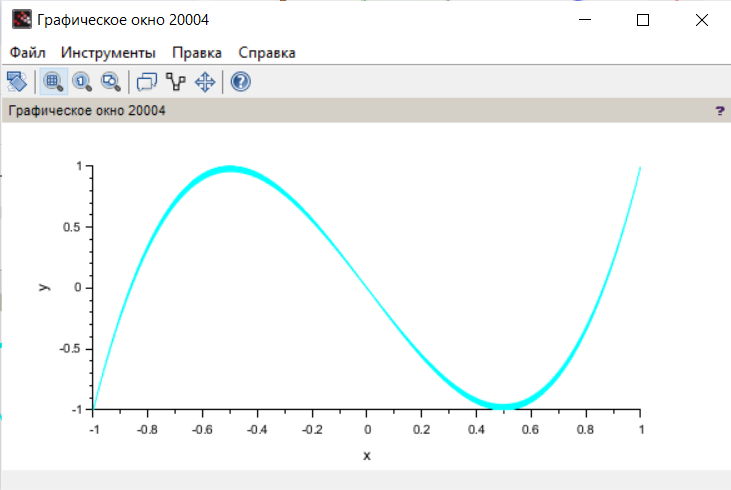 Графическое окно 20004
Файл Инструменты Правка Справка
Графическое окно 20004 ?
1
0.5
0
-0.5
-1
y
-1 -0.8 -0.6 -0.4 -0.2 0 0.2 0.4 0.6 0.8 1
x